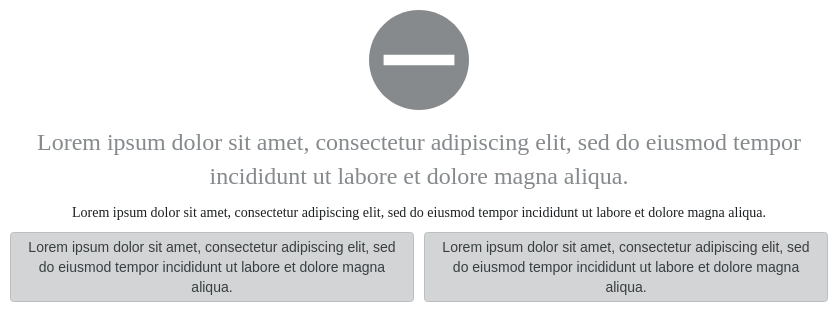 Lorem ipsum dolor sit amet, consectetur adipiscing elit, sed do eiusmod tempor
incididunt ut labore et dolore magna aliqua.
Lorem ipsum dolor sit amet, consectetur adipiscing elit, sed do eiusmod tempor incididunt ut labore et dolore magna aliqua.
Lorem ipsum dolor sit amet, consectetur adipiscing elit, sed
do eiusmod tempor incididunt ut labore et dolore magna
aliqua.
Lorem ipsum dolor sit amet, consectetur adipiscing elit, sed
do eiusmod tempor incididunt ut labore et dolore magna
aliqua.